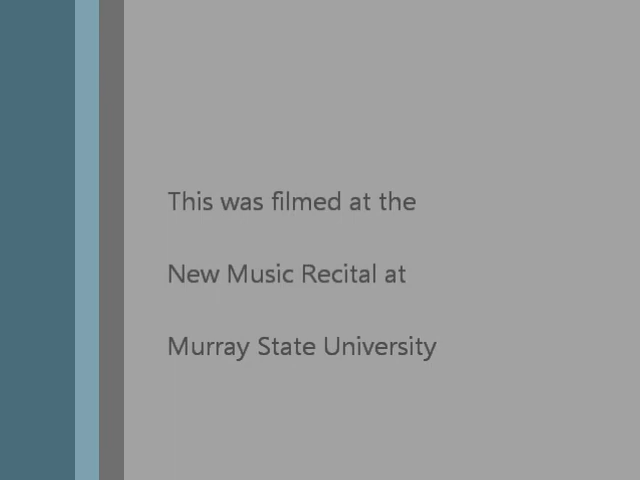 This was filmed at the
New Music Recital at
Murray State University